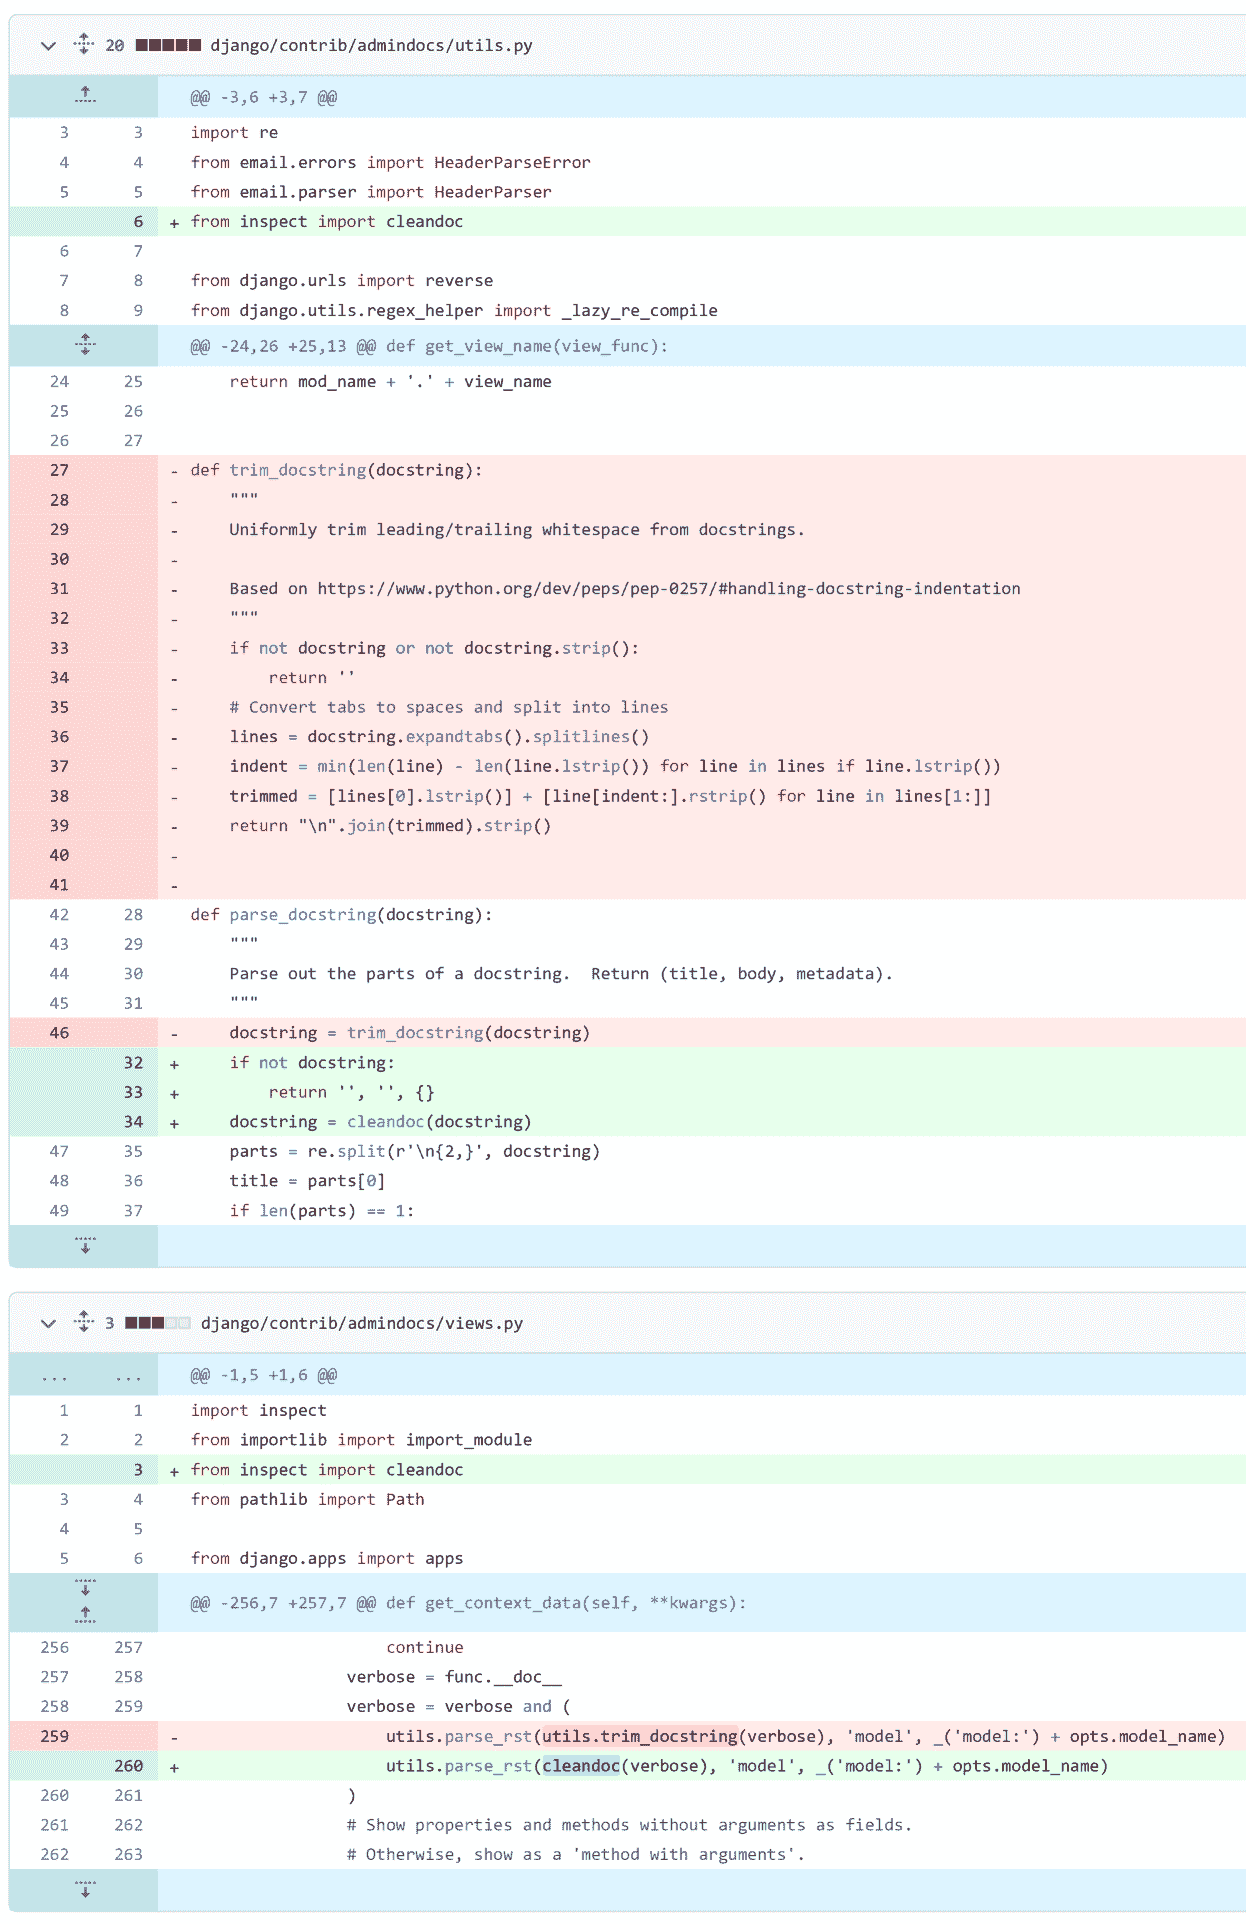 20 django/contrib/admindocs/utils.py
@@ -3,6 +3,7 @@
3 3 import re
4 4 from email.errors import HeaderParseError
5 5 from email.parser import HeaderParser
6 + from inspect import cleandoc
6 7
7 8 from django.urls import reverse
8 9 from django.utils.regex_helper import _lazy_re_compile
@@ -24,26 +25,13 @@ def get_view_name(view_func):
24 25     return mod_name + '.' + view_name
25 26
26 27
27 - def trim_docstring(docstring):
28 -     """
29 -     Uniformly trim leading/trailing whitespace from docstrings.
30 -
31 -     Based on https://www.python.org/dev/peps/pep-0257/#handling-docstring-indentation
32 -     """
33 -     if not docstring or not docstring.strip():
34 -         return ''
35 -     # Convert tabs to spaces and split into lines
36 -     lines = docstring.expandtabs().splitlines()
37 -     indent = min(len(line) - len(line.lstrip()) for line in lines if line.lstrip())
38 -     trimmed = [lines[0].lstrip()] + [line[indent:].rstrip() for line in lines[1:]]
39 -     return "\n".join(trimmed).strip()
40 -
41 -
42 28 def parse_docstring(docstring):
43 29     """
44 30     Parse out the parts of a docstring.  Return (title, body, metadata).
45 31     """
46 -     docstring = trim_docstring(docstring)
32 +     if not docstring:
33 +         return '', '', {}
34 +     docstring = cleandoc(docstring)
47 35     parts = re.split(r'\n{2,}', docstring)
48 36     title = parts[0]
49 37     if len(parts) == 1:
3 django/contrib/admindocs/views.py
... ... @@ -1,5 +1,6 @@
1 1 import inspect
2 2 from importlib import import_module
3 + from inspect import cleandoc
3 4 from pathlib import Path
4 5
5 6 from django.apps import apps
@@ -256,7 +257,7 @@ def get_context_data(self, **kwargs):
256 257                     continue
257 258                 verbose = func.__doc__
258 259                 verbose = verbose and (
259 -                     utils.parse_rst(utils.trim_docstring(verbose), 'model', _('model:') + opts.model_name)
260 +                     utils.parse_rst(cleandoc(verbose), 'model', _('model:') + opts.model_name)
260 261                 )
261 262                 # Show properties and methods without arguments as fields.
262 263                 # Otherwise, show as a 'method with arguments'.